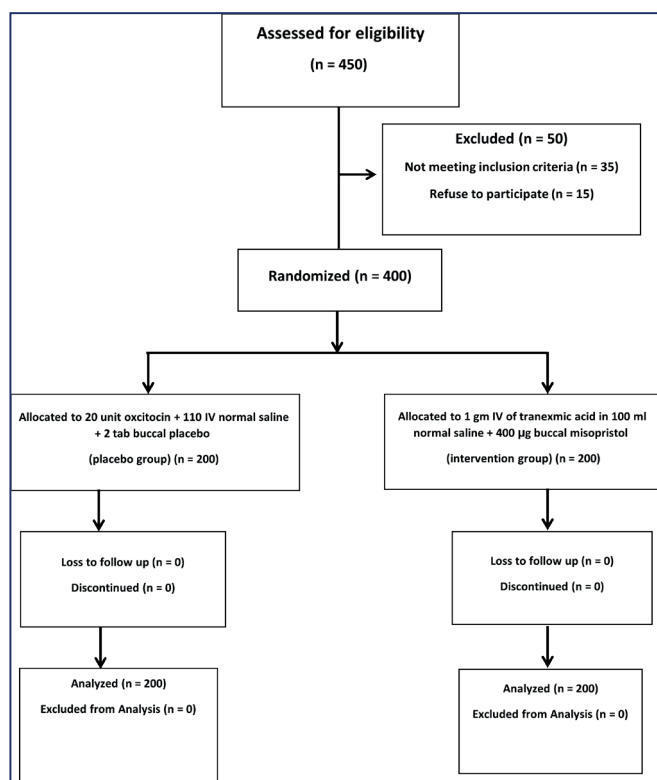 Assessed for eligibility
(n = 450)
Excluded (n = 50)
Not meeting inclusion criteria (n = 35)
Refuse to participate (n = 15)
Randomized (n = 400)
Allocated to 20 unit oxcitocin + 110 IV normal saline
+ 2 tab buccal placebo
(placebo group) (n = 200)
Allocated to 1 gm IV of tranexmic acid in 100 ml
normal saline + 400 μg buccal misopristol
(intervention group) (n = 200)
Loss to follow up (n = 0)
Discontinued (n = 0)
Loss to follow up (n = 0)
Discontinued (n = 0)
Analyzed (n = 200)
Excluded from Analysis (n = 0)
Analyzed (n = 200)
Excluded from Analysis (n = 0)